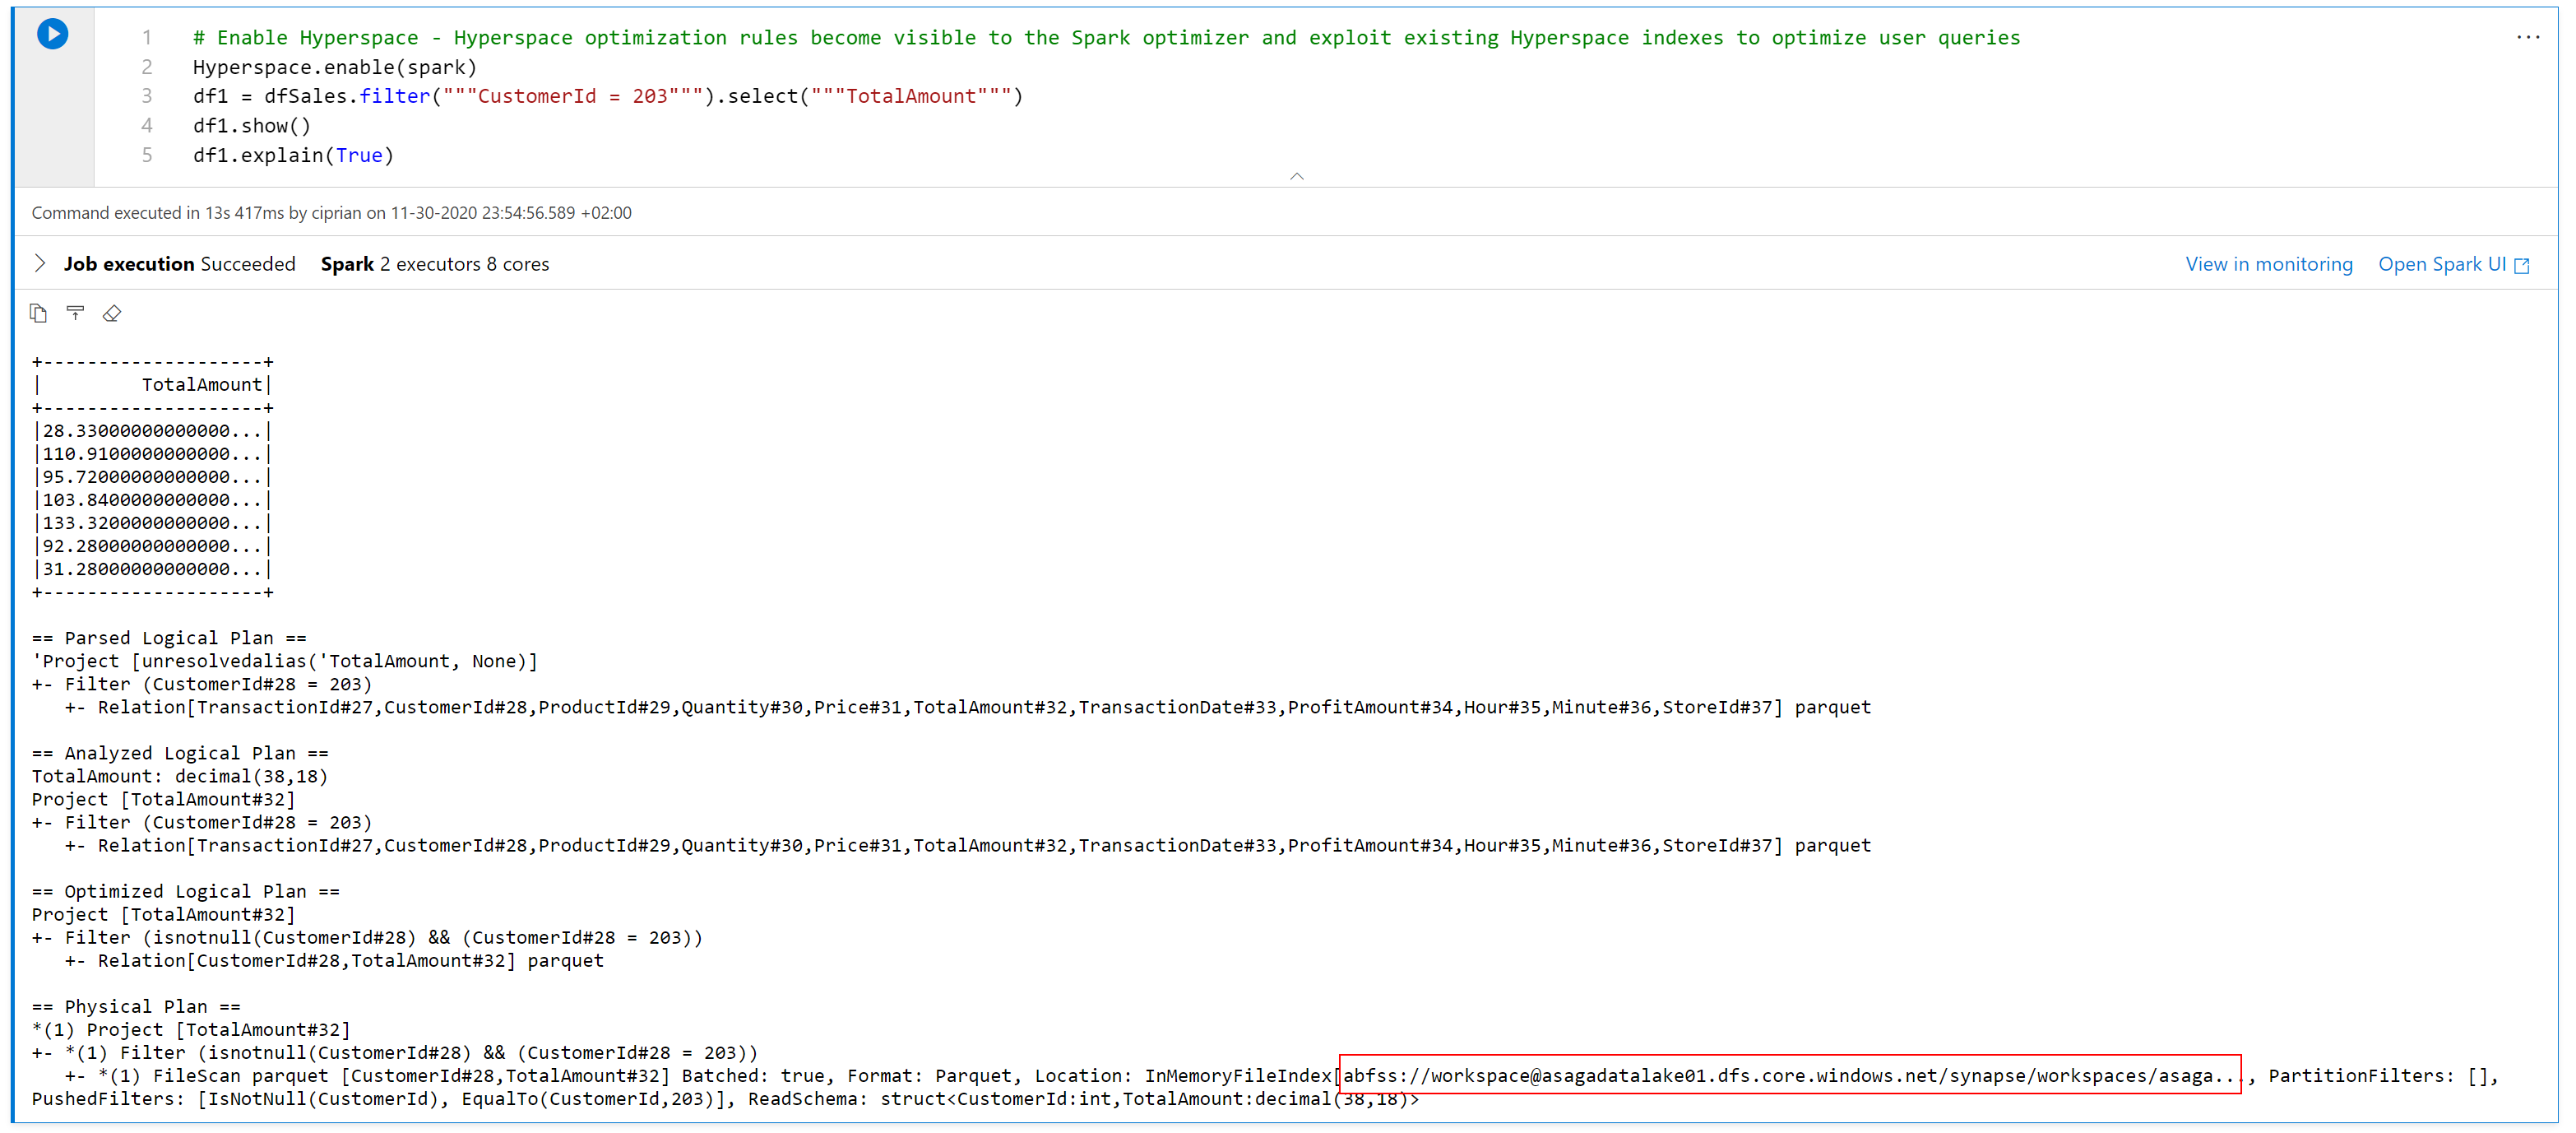 1 # Enable Hyperspace - Hyperspace optimization rules become visible to the Spark optimizer and exploit existing Hyperspace indexes to optimize user queries
2 Hyperspace.enable(spark)
3 df1 = dfSales.filter("""CustomerId = 203""").select("""TotalAmount""")
4 df1.show()
5 df1.explain(True)
Command executed in 13s 417ms by ciprian on 11-30-2020 23:54:56.589 +02:00
Job execution Succeeded Spark 2 executors 8 cores View in monitoring Open Spark UI
+--------------------+
|         TotalAmount|
+--------------------+
|28.33000000000000...|
|110.9100000000000...|
|95.72000000000000...|
|103.8400000000000...|
|133.3200000000000...|
|92.28000000000000...|
|31.28000000000000...|
+--------------------+
== Parsed Logical Plan ==
'Project [unresolvedalias('TotalAmount, None)]
+- Filter (CustomerId#28 = 203)
   +- Relation[TransactionId#27,CustomerId#28,ProductId#29,Quantity#30,Price#31,TotalAmount#32,TransactionDate#33,ProfitAmount#34,Hour#35,Minute#36,StoreId#37] parquet
== Analyzed Logical Plan ==
TotalAmount: decimal(38,18)
Project [TotalAmount#32]
+- Filter (CustomerId#28 = 203)
   +- Relation[TransactionId#27,CustomerId#28,ProductId#29,Quantity#30,Price#31,TotalAmount#32,TransactionDate#33,ProfitAmount#34,Hour#35,Minute#36,StoreId#37] parquet
== Optimized Logical Plan ==
Project [TotalAmount#32]
+- Filter (isnotnull(CustomerId#28) && (CustomerId#28 = 203))
   +- Relation[CustomerId#28,TotalAmount#32] parquet
== Physical Plan ==
*(1) Project [TotalAmount#32]
+- *(1) Filter (isnotnull(CustomerId#28) && (CustomerId#28 = 203))
   +- *(1) FileScan parquet [CustomerId#28,TotalAmount#32] Batched: true, Format: Parquet, Location: InMemoryFileIndex[abfss://workspace@asagadatalake01.dfs.core.windows.net/synapse/workspaces/asaga..., PartitionFilters: [],
PushedFilters: [IsNotNull(CustomerId), EqualTo(CustomerId,203)], ReadSchema: struct<CustomerId:int,TotalAmount:decimal(38,18)>